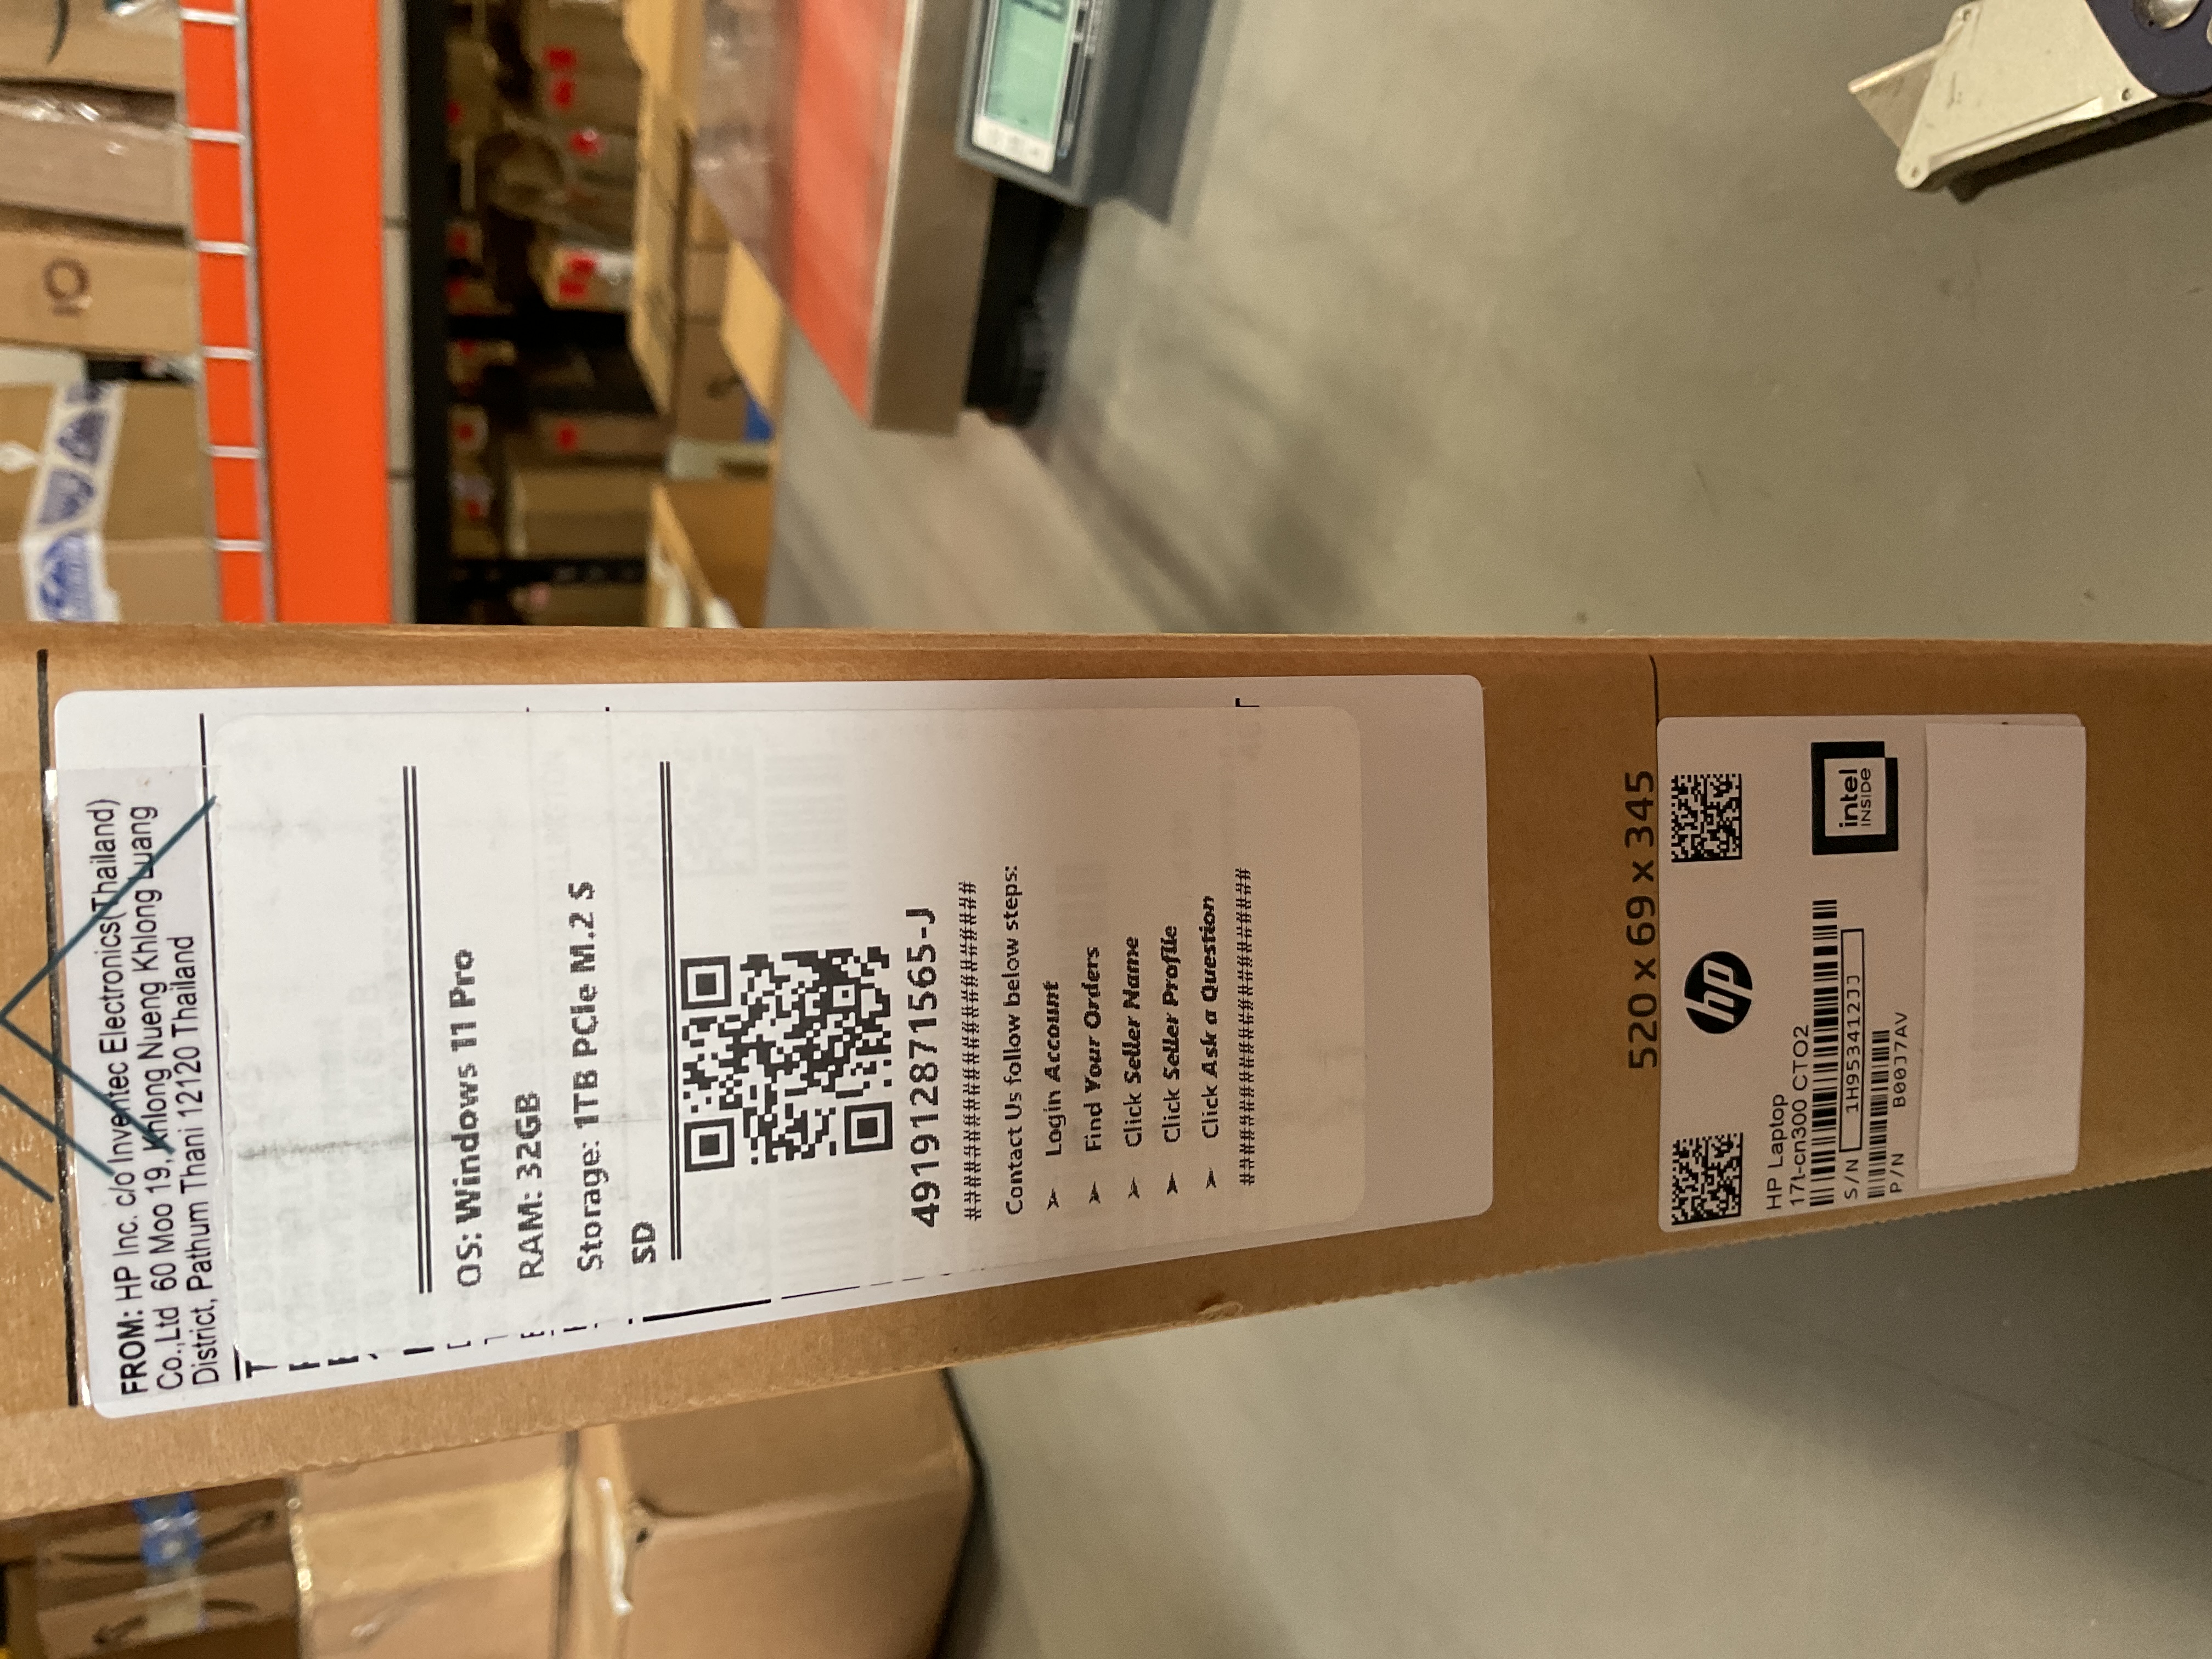 FROM: HP Inc. c/o Inventec Electronics(Thailand)
Co.,Ltd 60 Moo 19, Khlong Nueng Khlong Luang
District, Pathum Thani 12120 Thailand
OS: Windows 11 Pro
RAM: 32GB
Storage: 1TB PCIe M.2 S
SD
491912871565-J
##############################
Contact Us follow below steps:
➢ Login Account
➢ Find Your Orders
➢ Click Seller Name
➢ Click Seller Profile
➢ Click Ask a Question
##############################
520 x 69 x 345
hp
HP Laptop
17t-cn300 CTO2
S/N 1H953412JJ
P/N B00J7AV
intel
INSIDE